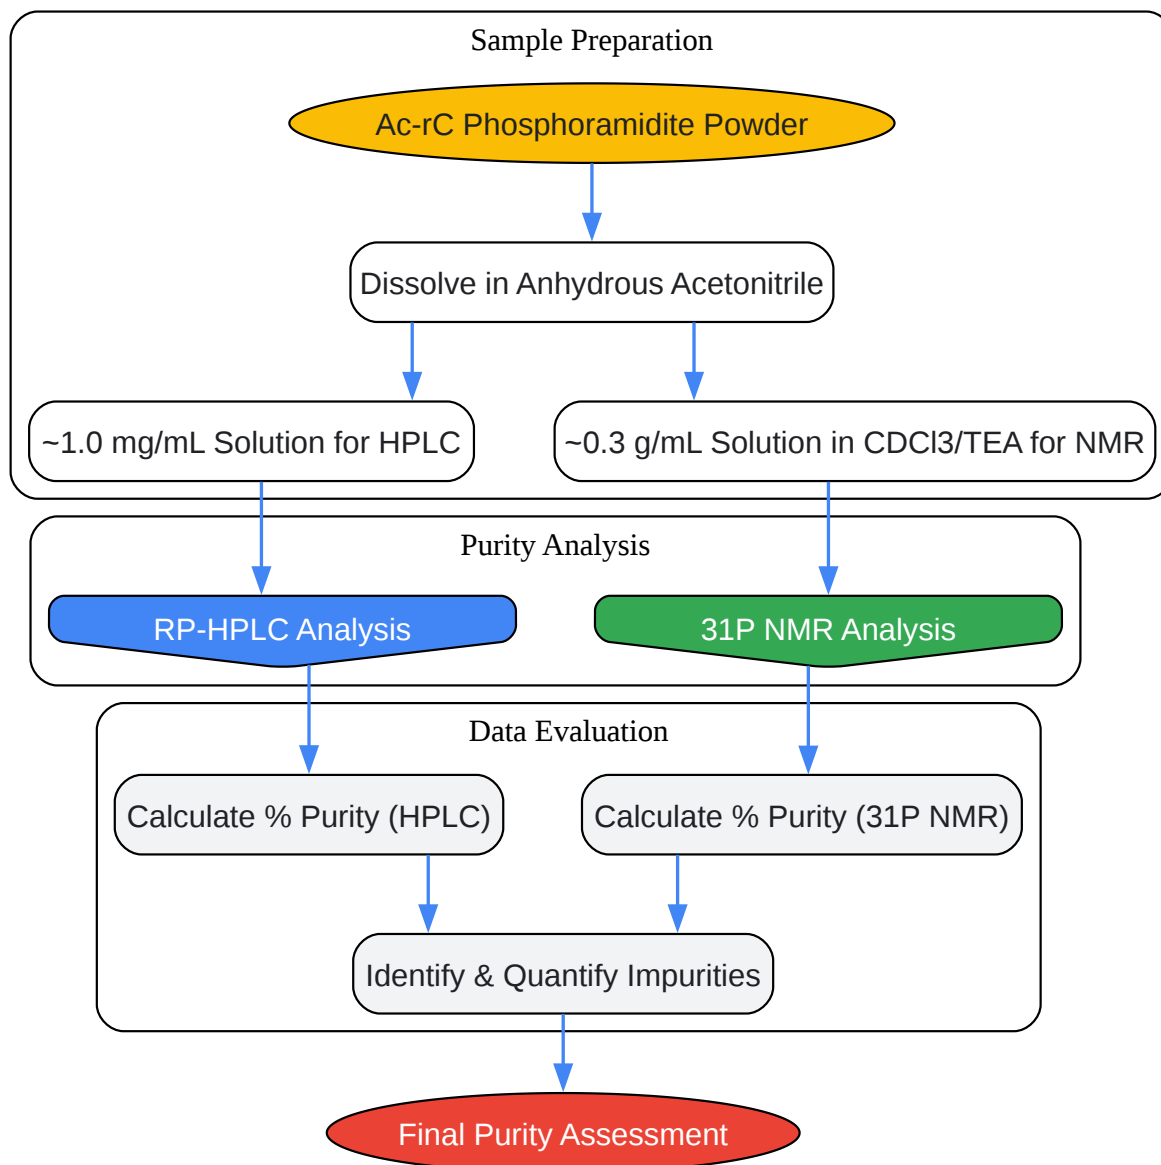 Sample Preparation
Ac-rC Phosphoramidite Powder
Dissolve in Anhydrous Acetonitrile
~1.0 mg/mL Solution for HPLC
~0.3 g/mL Solution in CDCl3/TEA for NMR
Purity Analysis
RP-HPLC Analysis
31P NMR Analysis
Data Evaluation
Calculate % Purity (HPLC)
Calculate % Purity (31P NMR)
Identify & Quantify Impurities
Final Purity Assessment